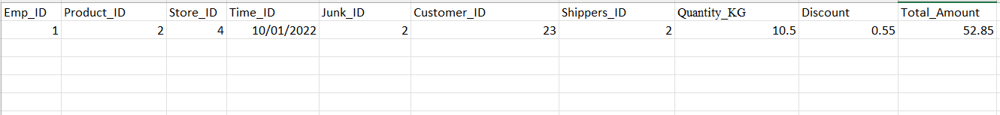 Emp_ID Product_ID Store_ID Time_ID Junk_ID Customer_ID Shippers_ID Quantity_KG Discount Total_Amount
1 2 4 10/01/2022 2 23 2 10.5 0.55 52.85